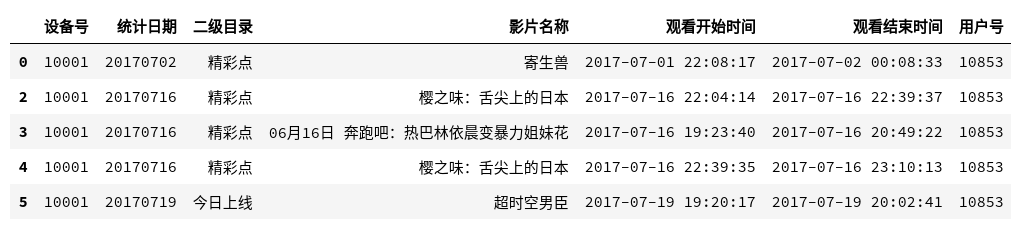 设备号 统计日期 二级目录 影片名称 观看开始时间 观看结束时间 用户号
0 10001 20170702 精彩点 寄生兽 2017-07-01 22:08:17 2017-07-02 00:08:33 10853
2 10001 20170716 精彩点 樱之味：舌尖上的日本 2017-07-16 22:04:14 2017-07-16 22:39:37 10853
3 10001 20170716 精彩点 06月16日 奔跑吧：热巴林依晨变暴力姐妹花 2017-07-16 19:23:40 2017-07-16 20:49:22 10853
4 10001 20170716 精彩点 樱之味：舌尖上的日本 2017-07-16 22:39:35 2017-07-16 23:10:13 10853
5 10001 20170719 今日上线 超时空男臣 2017-07-19 19:20:17 2017-07-19 20:02:41 10853